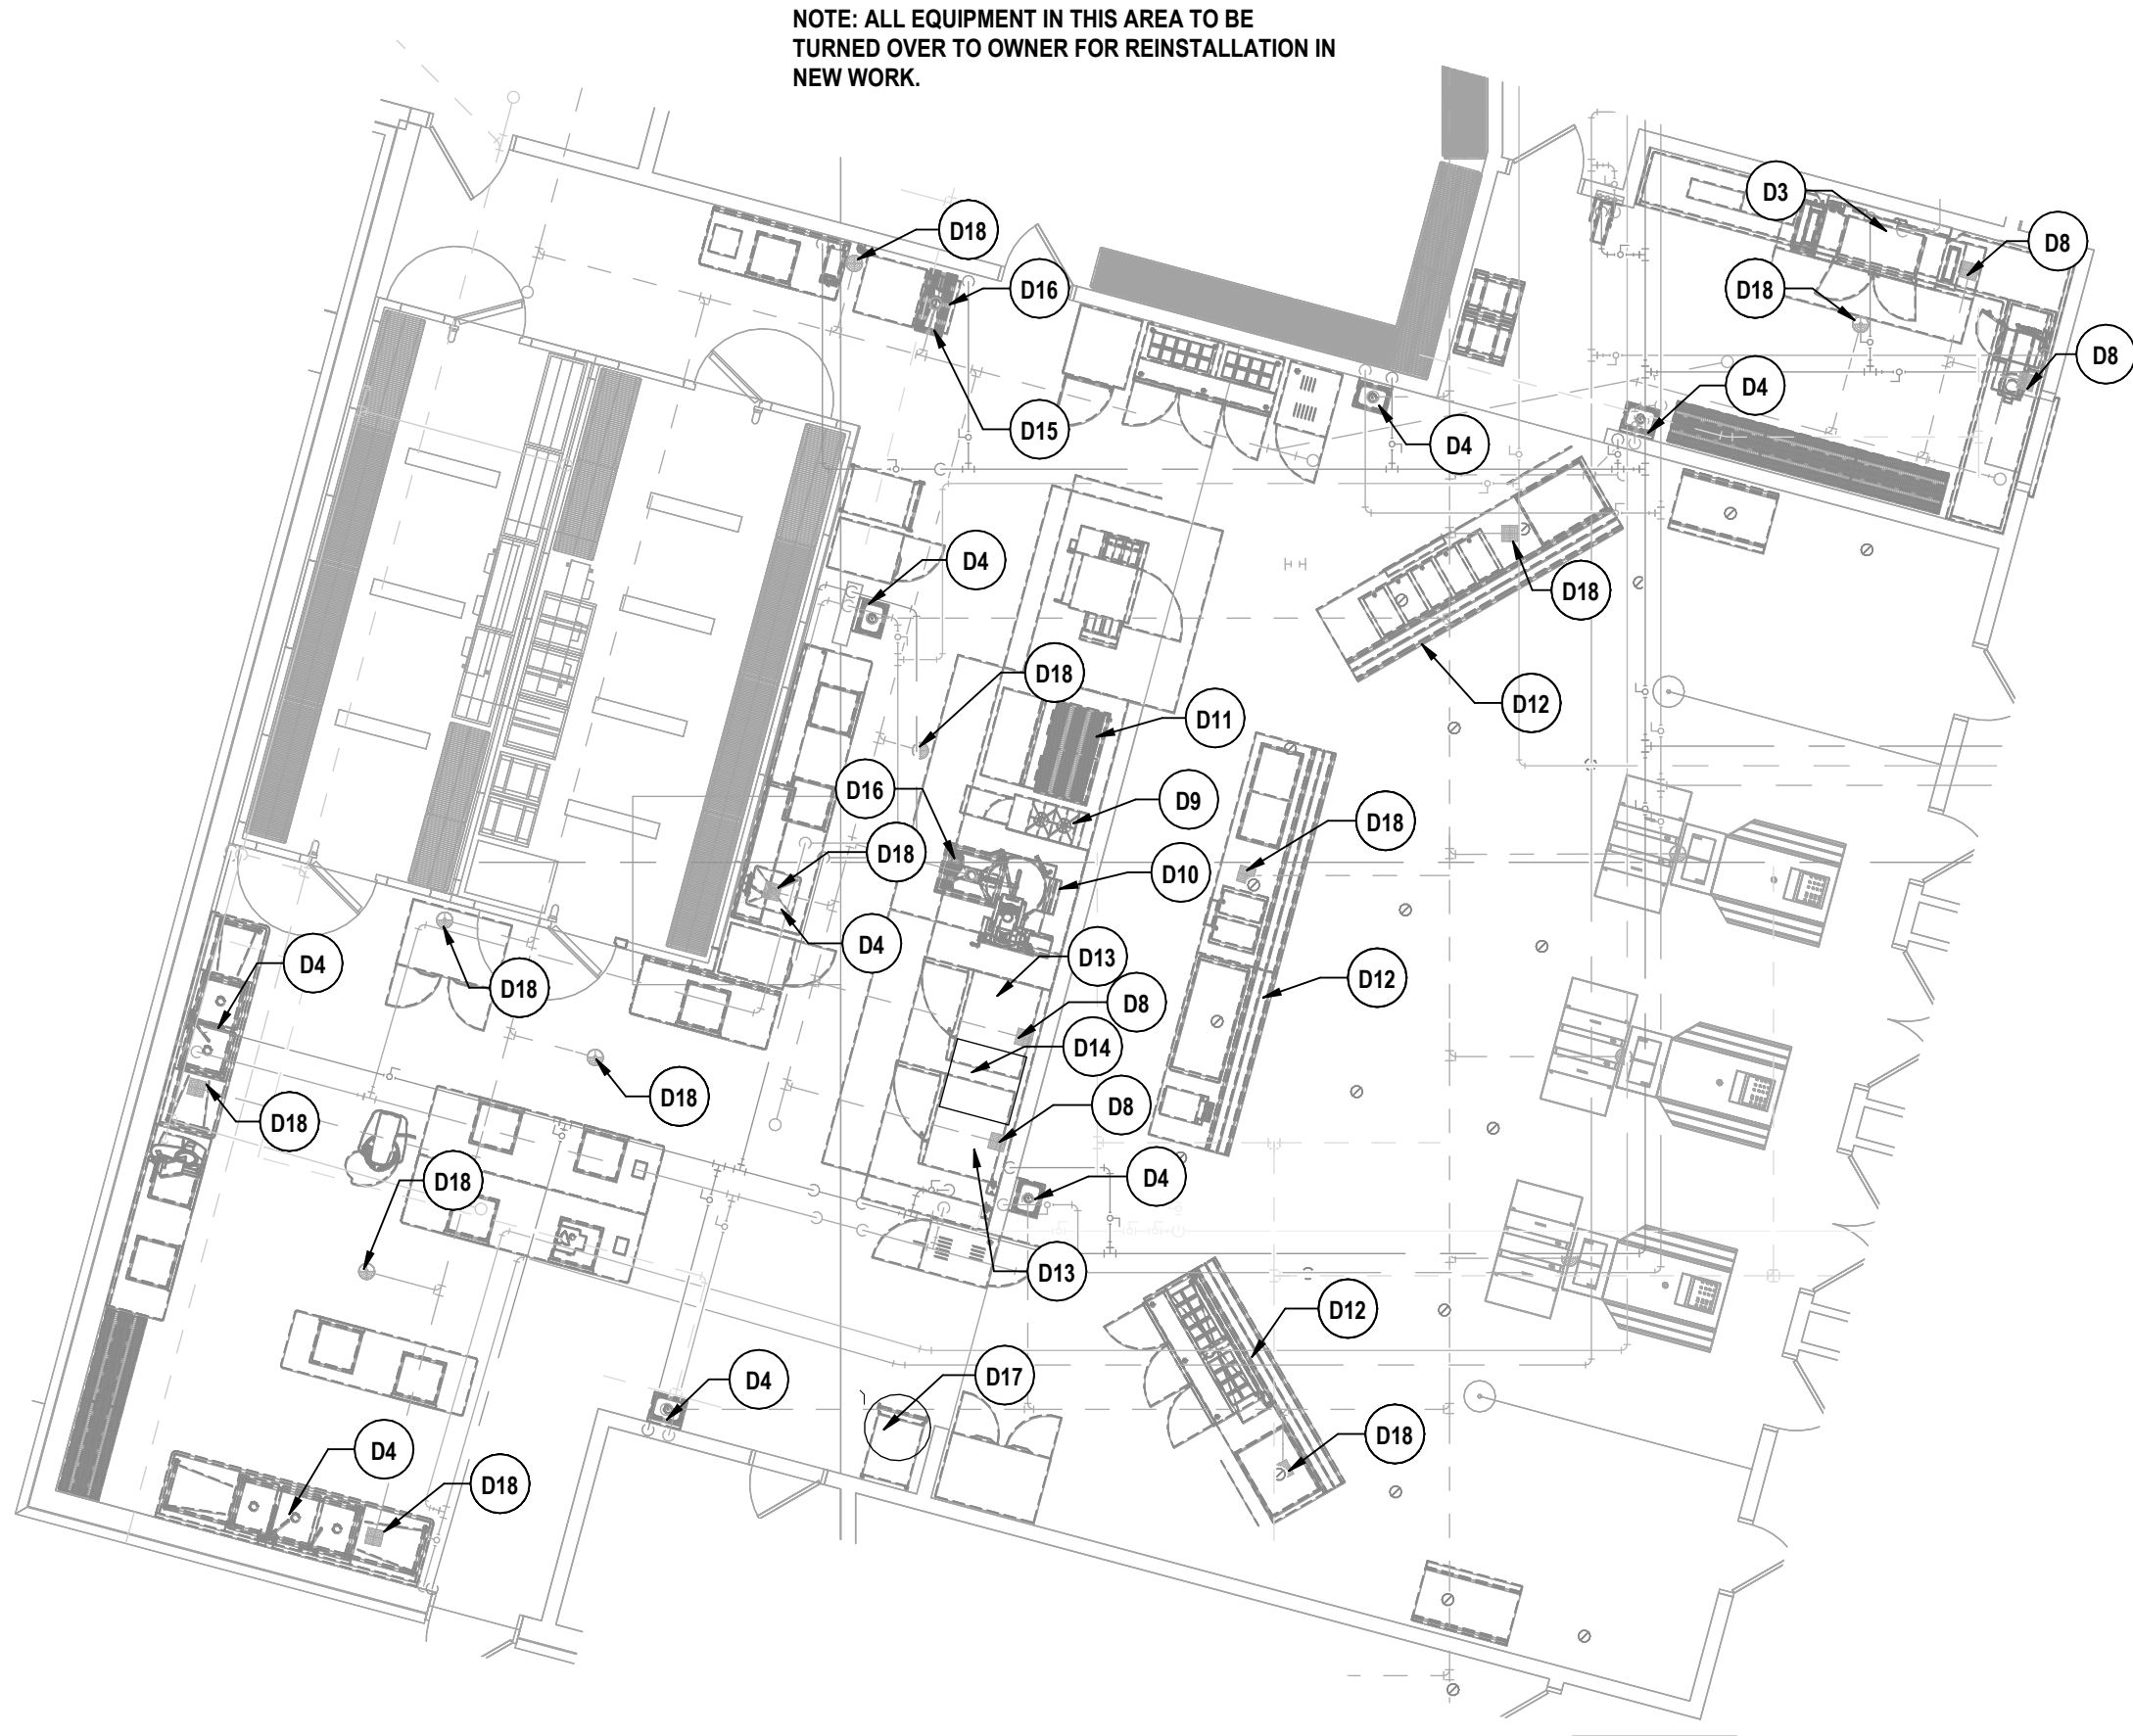 NOTE: ALL EQUIPMENT IN THIS AREA TO BE
TURNED OVER TO OWNER FOR REINSTALLATION IN
NEW WORK.
D3
D18
D8
D16
D18
D8
D4
D15
D4
D4
D18
D18
D12
D11
D16
D9
D18
D18
D10
D4
D13
D4
D12
D18
D8
D14
D18
D8
D18
D4
D18
D13
D12
D17
D4
D18
D4
D18